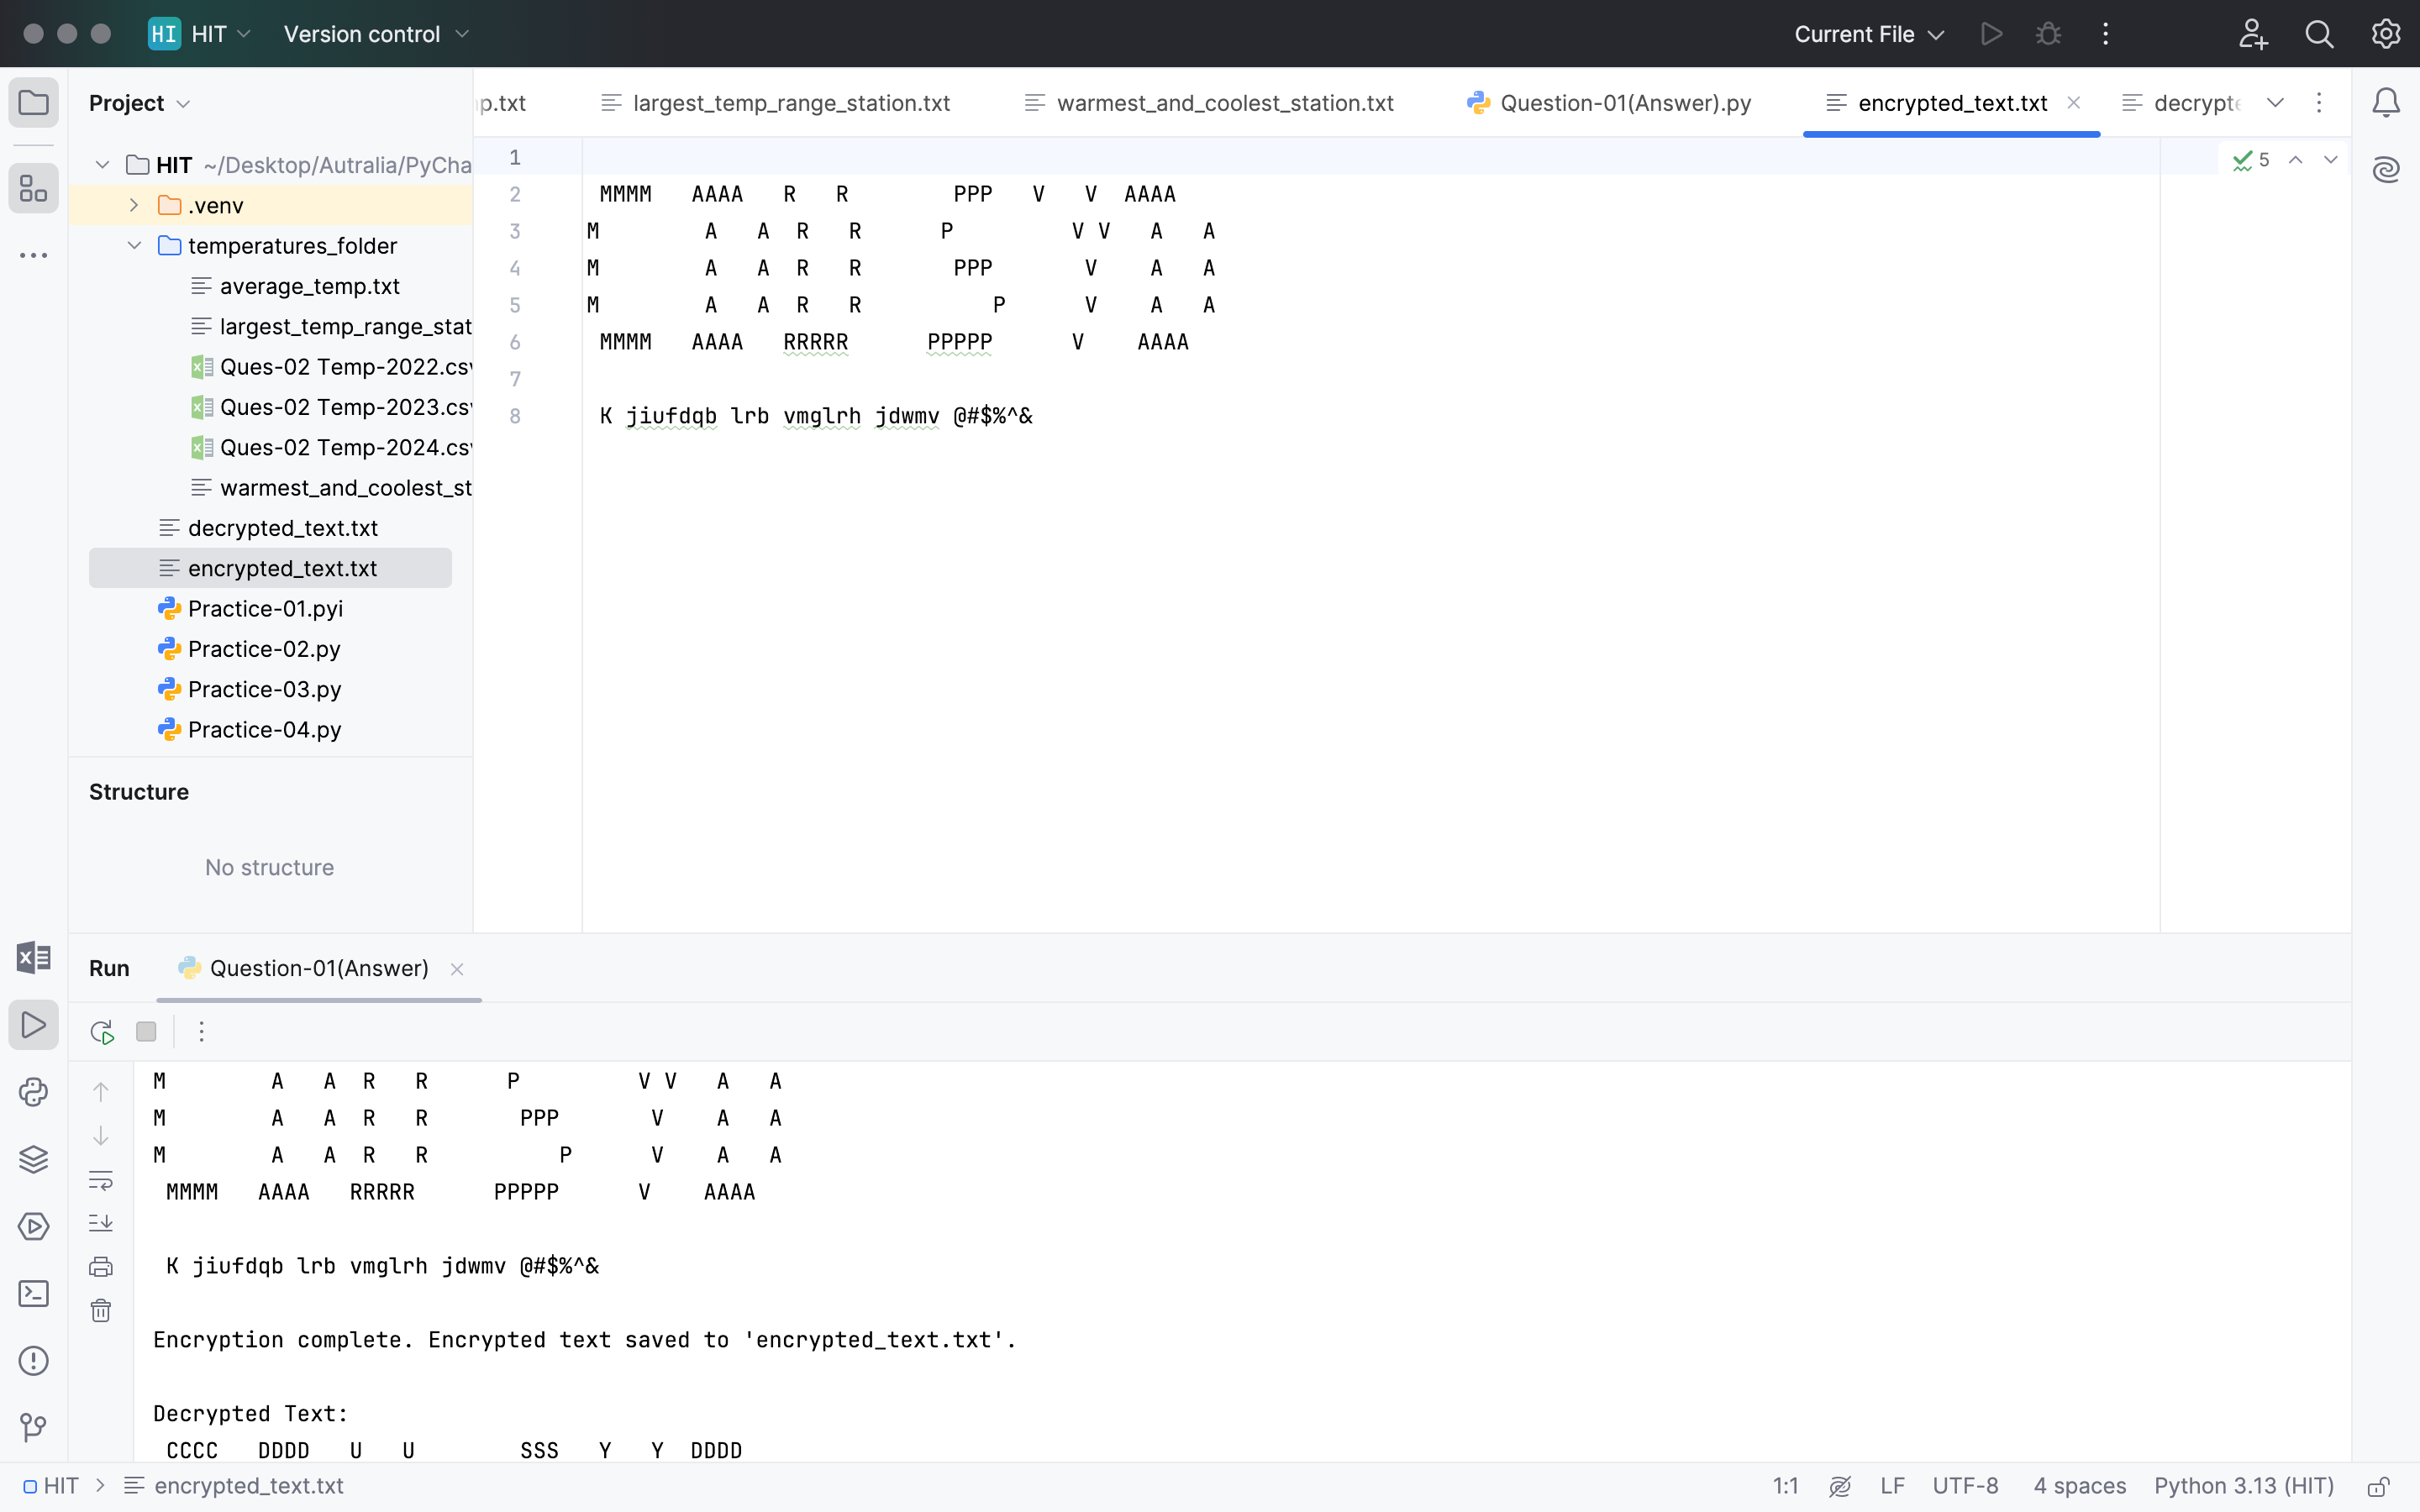 HI HIT Version control Current File
Project
p.txt largest_temp_range_station.txt warmest_and_coolest_station.txt Question-01(Answer).py encrypted_text.txt decrypte
HIT ~/Desktop/Autralia/PyCha
.venv
temperatures_folder
average_temp.txt
largest_temp_range_stat
Ques-02 Temp-2022.csv
Ques-02 Temp-2023.csv
Ques-02 Temp-2024.csv
warmest_and_coolest_st
decrypted_text.txt
encrypted_text.txt
Practice-01.pyi
Practice-02.py
Practice-03.py
Practice-04.py
Structure
No structure
5
1
2  MMMM   AAAA   R   R        PPP   V   V  AAAA
3 M        A   A  R   R      P         V V   A   A
4 M        A   A  R   R       PPP       V    A   A
5 M        A   A  R   R          P      V    A   A
6  MMMM   AAAA   RRRRR      PPPPP      V    AAAA
7
8  K jiufdqb lrb vmglrh jdwmv @#$%^&
Run Question-01(Answer)
M        A   A  R   R      P         V V   A   A
M        A   A  R   R       PPP       V    A   A
M        A   A  R   R          P      V    A   A
 MMMM   AAAA   RRRRR      PPPPP      V    AAAA
 K jiufdqb lrb vmglrh jdwmv @#$%^&
Encryption complete. Encrypted text saved to 'encrypted_text.txt'.
Decrypted Text:
 CCCC   DDDD   U   U        SSS   Y   Y  DDDD
HIT encrypted_text.txt 1:1 LF UTF-8 4 spaces Python 3.13 (HIT)